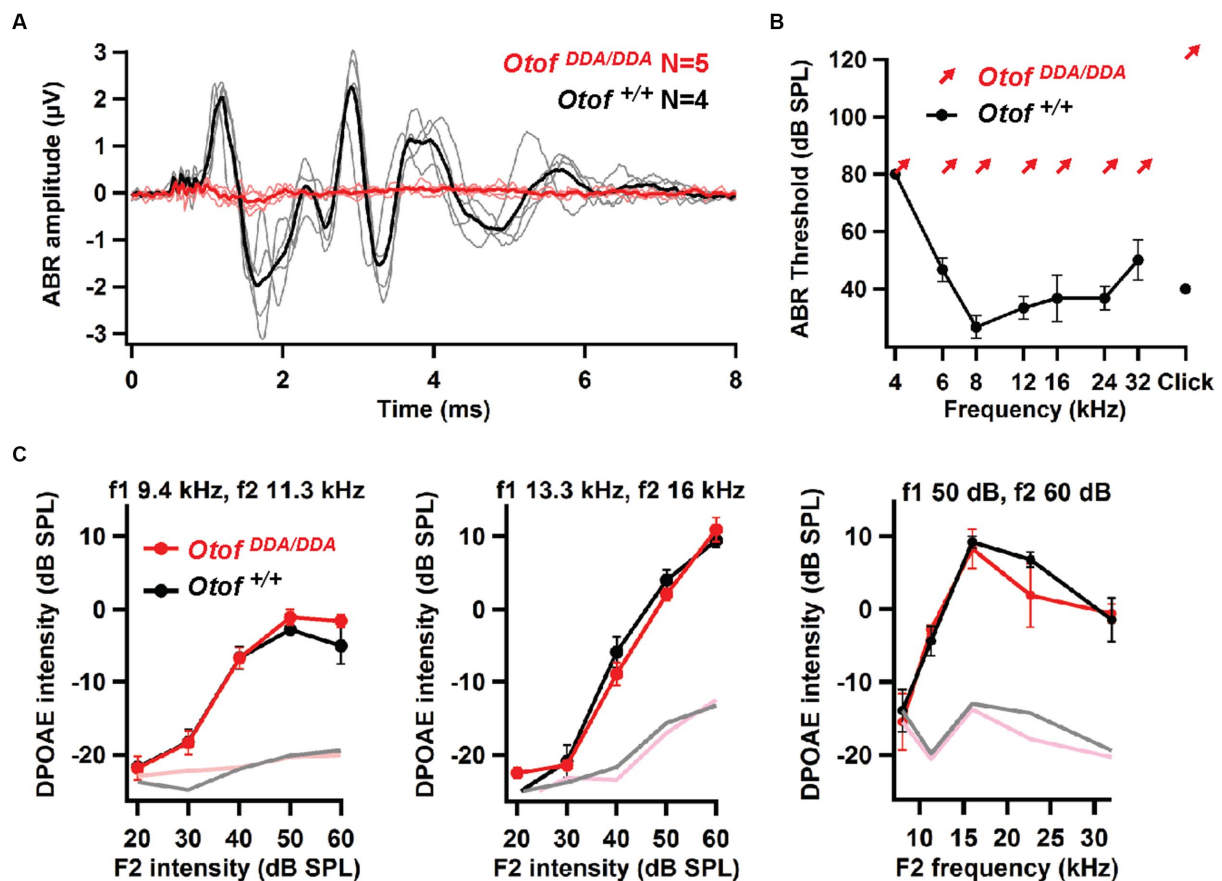 A
ABR amplitude (µV)
3
2
1
0
-1
-2
-3
Otof DDA/DDA N=5
Otof +/+ N=4
0 2 4 6 8
Time (ms)
B
ABR Threshold (dB SPL)
120
80
60
40
Otof DDA/DDA
Otof +/+
4 6 8 12 16 24 32 Click
Frequency (kHz)
C
f1 9.4 kHz, f2 11.3 kHz
DPOAE intensity (dB SPL)
10
0
-10
-20
Otof DDA/DDA
Otof +/+
20 30 40 50 60
F2 intensity (dB SPL)
f1 13.3 kHz, f2 16 kHz
DPOAE intensity (dB SPL)
10
0
-10
-20
20 30 40 50 60
F2 intensity (dB SPL)
f1 50 dB, f2 60 dB
DPOAE intensity (dB SPL)
10
0
-10
-20
10 15 20 25 30
F2 frequency (kHz)